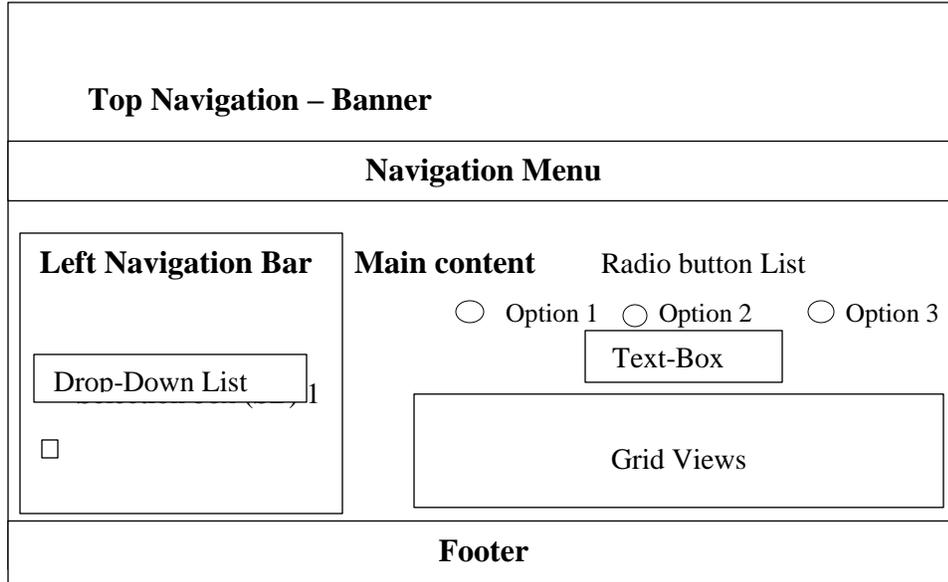 Top Navigation – Banner
Navigation Menu
Left Navigation Bar
Main content
Radio button List
Option 1
Option 2
Option 3
Text-Box
Drop-Down List
1
Grid Views
Footer